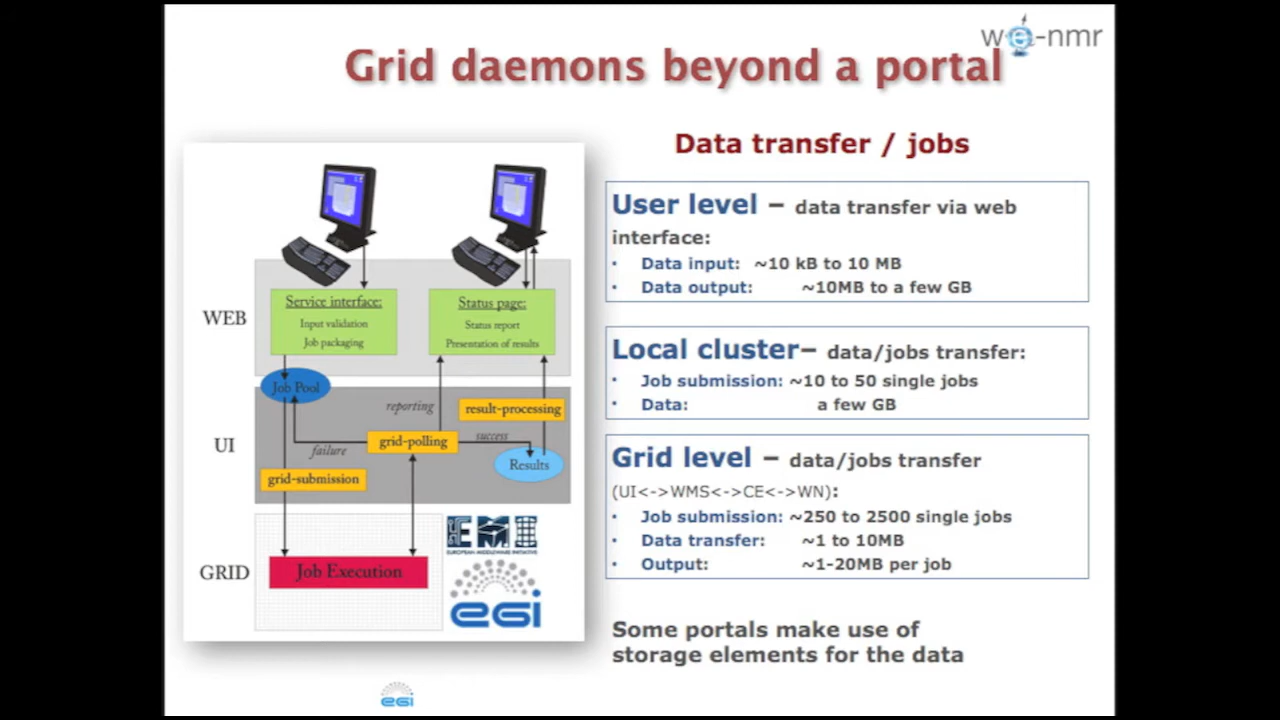 we-nmr
Grid daemons beyond a portal
Data transfer / jobs
User level – data transfer via web
interface:
• Data input: ~10 kB to 10 MB
• Data output: ~10MB to a few GB
Local cluster– data/jobs transfer:
• Job submission: ~10 to 50 single jobs
• Data: a few GB
Grid level – data/jobs transfer
(UI<->WMS<->CE<->WN):
• Job submission: ~250 to 2500 single jobs
• Data transfer: ~1 to 10MB
• Output: ~1-20MB per job
Some portals make use of
storage elements for the data
WEB
Service interface:
Input validation
Job packaging
Status page:
Status report
Presentation of results
UI
Job Pool
reporting
result-processing
grid-polling
success
failure
Results
grid-submission
GRID
Job Execution
EMI
EUROPEAN MIDDLEWARE INITIATIVE
egi
egi